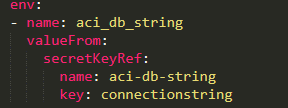 env:
- name: aci_db_string
valueFrom:
secretKeyRef:
name: aci-db-string
key: connectionstring